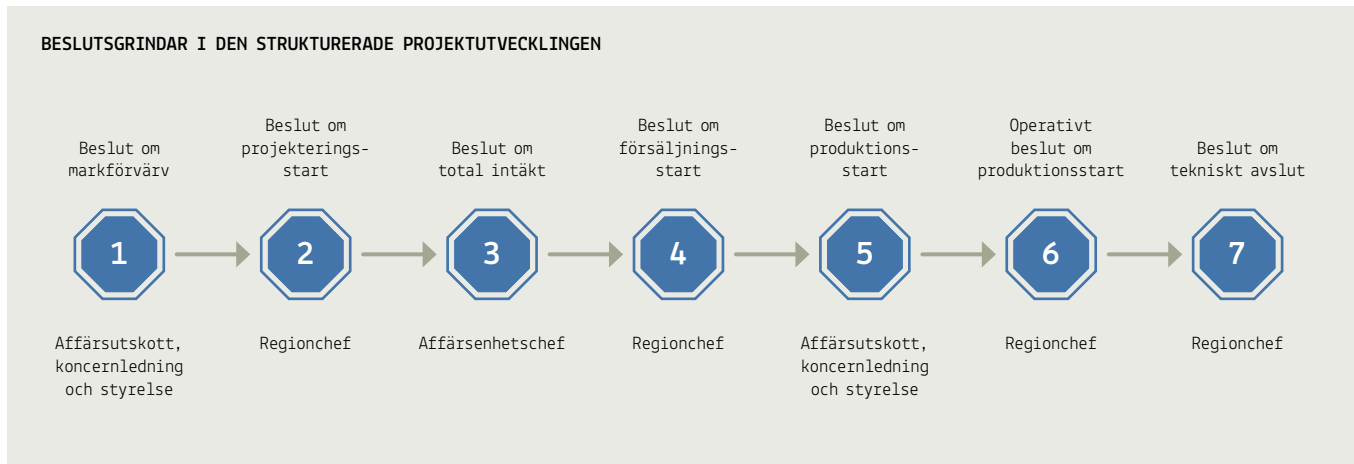 BESLUTSGRINDAR I DEN STRUKTURERADE PROJEKTUTVECKLINGEN
Beslut om
markförvärv
Beslut om
projekterings-
start
Beslut om
total intäkt
Beslut om
försäljnings-
start
Beslut om
produktions-
start
Operativt
beslut om
produktionsstart
Beslut om
tekniskt avslut
1
2
3
4
5
6
7
Affärsutskott,
koncernledning
och styrelse
Regionchef
Affärsenhetschef
Regionchef
Affärsutskott,
koncernledning
och styrelse
Regionchef
Regionchef